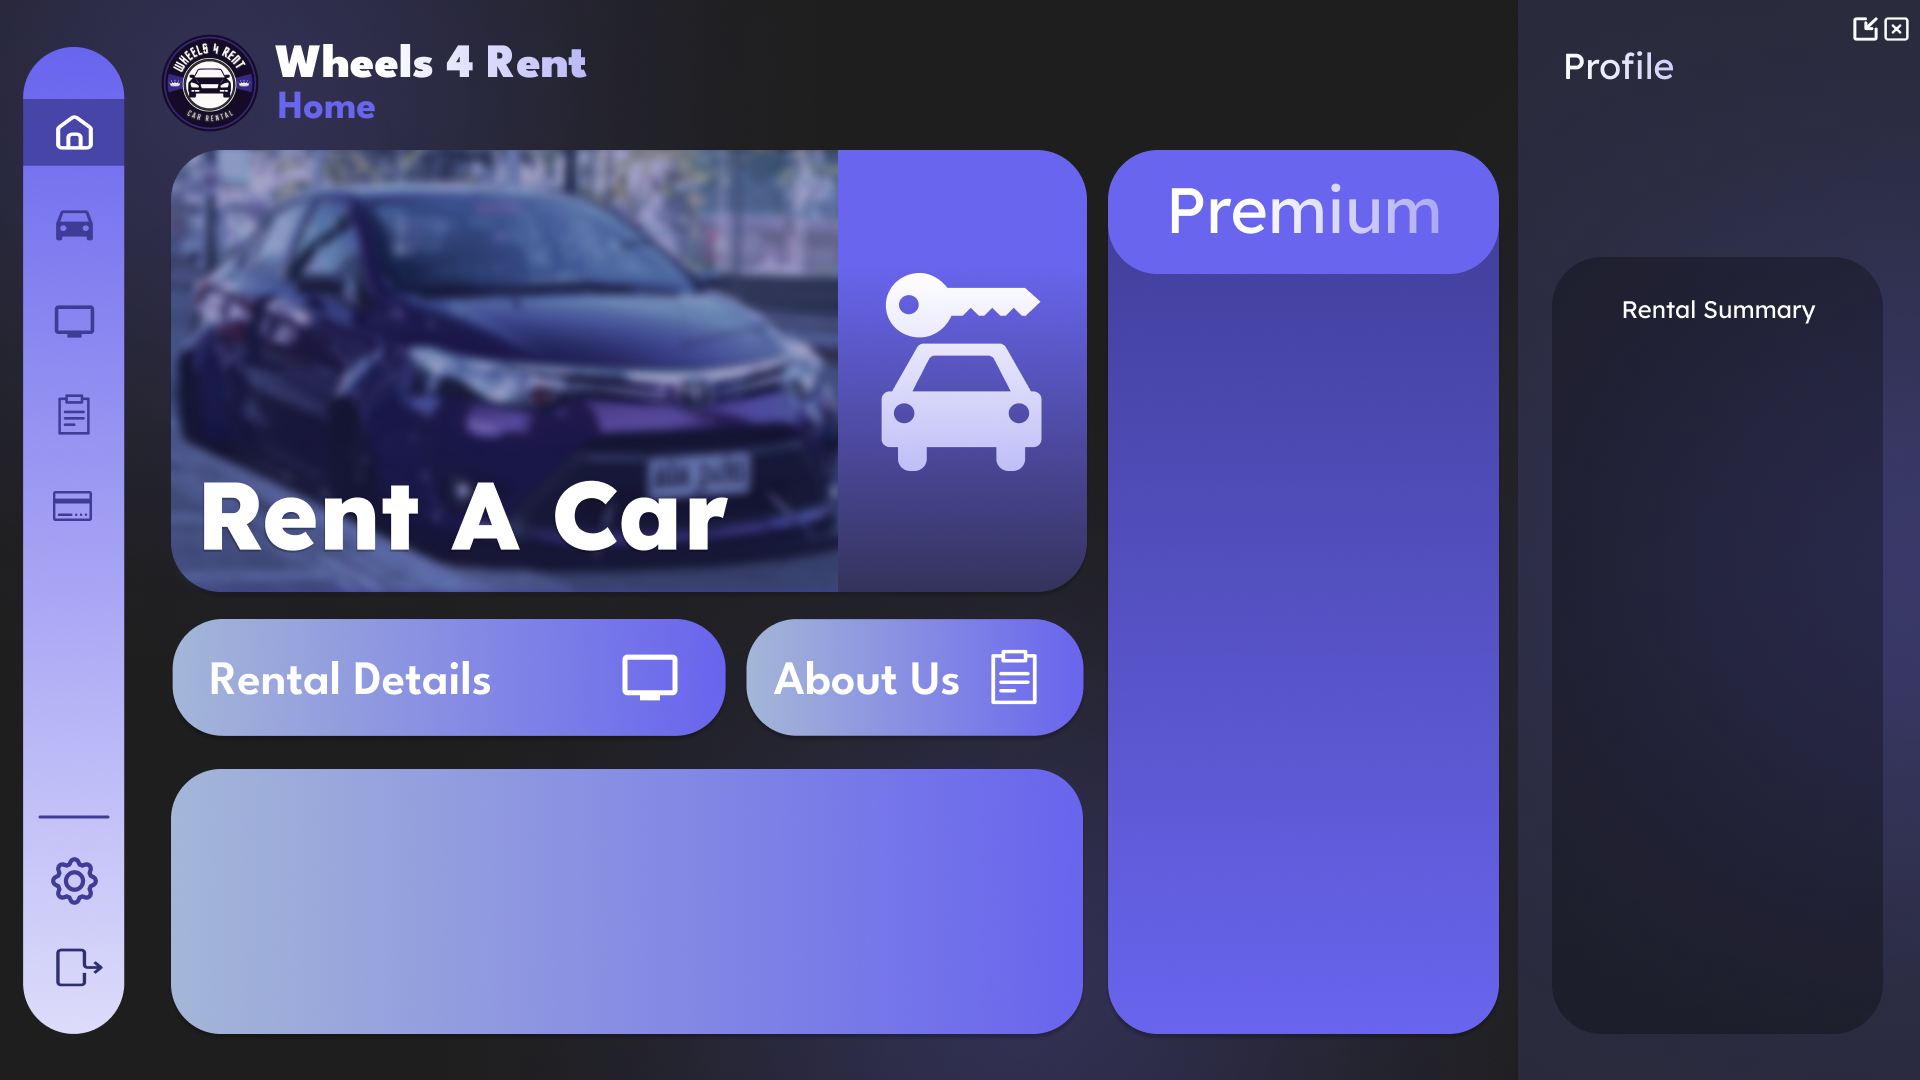 WHEELS 4 RENT
CAR RENTAL
Wheels 4 Rent
Home
Profile
Premium
Rental Summary
Rent A Car
Rental Details
About Us